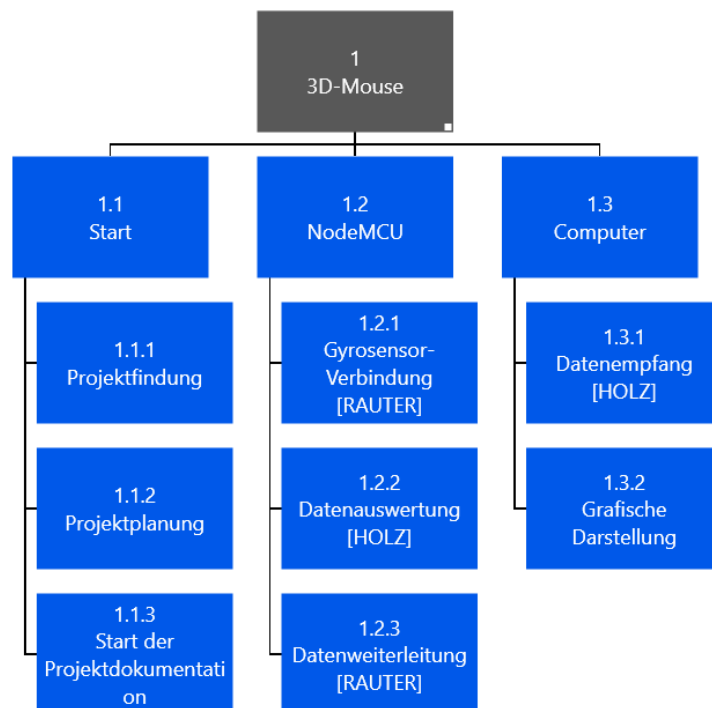 1
3D-Mouse
1.1
Start
1.2
NodeMCU
1.3
Computer
1.1.1
Projektfindung
1.2.1
Gyrosensor-
Verbindung
[RAUTER]
1.3.1
Datenempfang
[HOLZ]
1.1.2
Projektplanung
1.2.2
Datenauswertung
[HOLZ]
1.3.2
Grafische
Darstellung
1.1.3
Start der
Projektdokumentati
on
1.2.3
Datenweiterleitung
[RAUTER]